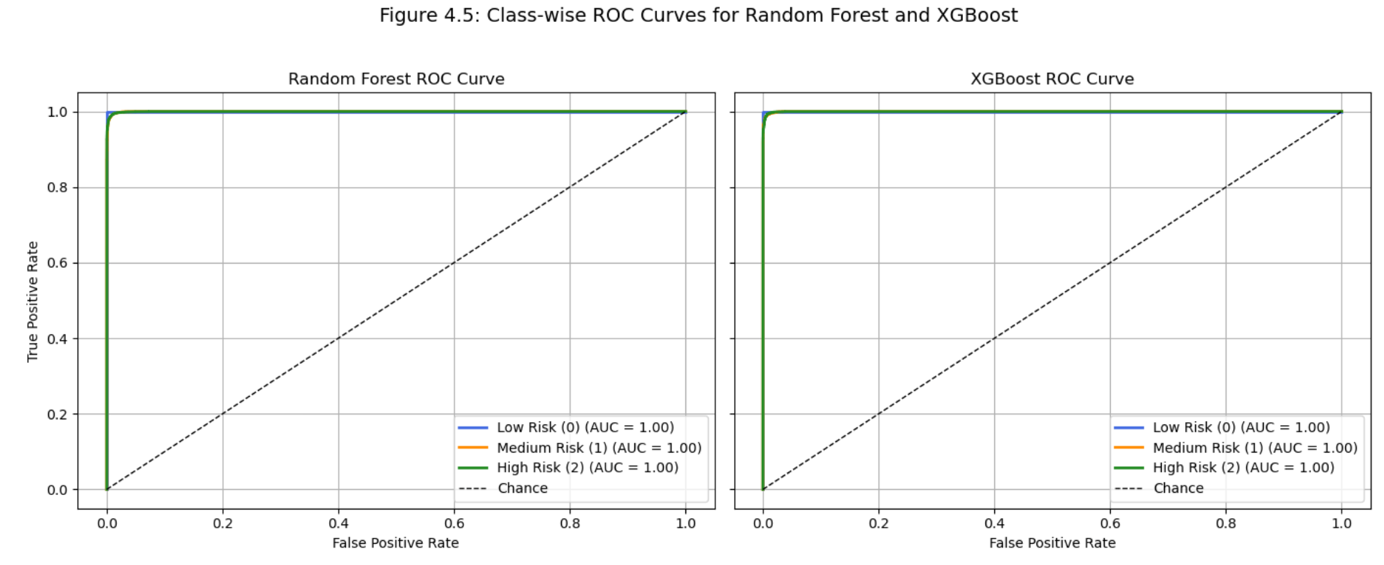 Figure 4.5: Class-wise ROC Curves for Random Forest and XGBoost
Random Forest ROC Curve
True Positive Rate
1.0
0.8
0.6
0.4
0.2
0.0
0.0 0.2 0.4 0.6 0.8 1.0
False Positive Rate
Low Risk (0) (AUC = 1.00)
Medium Risk (1) (AUC = 1.00)
High Risk (2) (AUC = 1.00)
Chance
XGBoost ROC Curve
0.0 0.2 0.4 0.6 0.8 1.0
False Positive Rate
Low Risk (0) (AUC = 1.00)
Medium Risk (1) (AUC = 1.00)
High Risk (2) (AUC = 1.00)
Chance